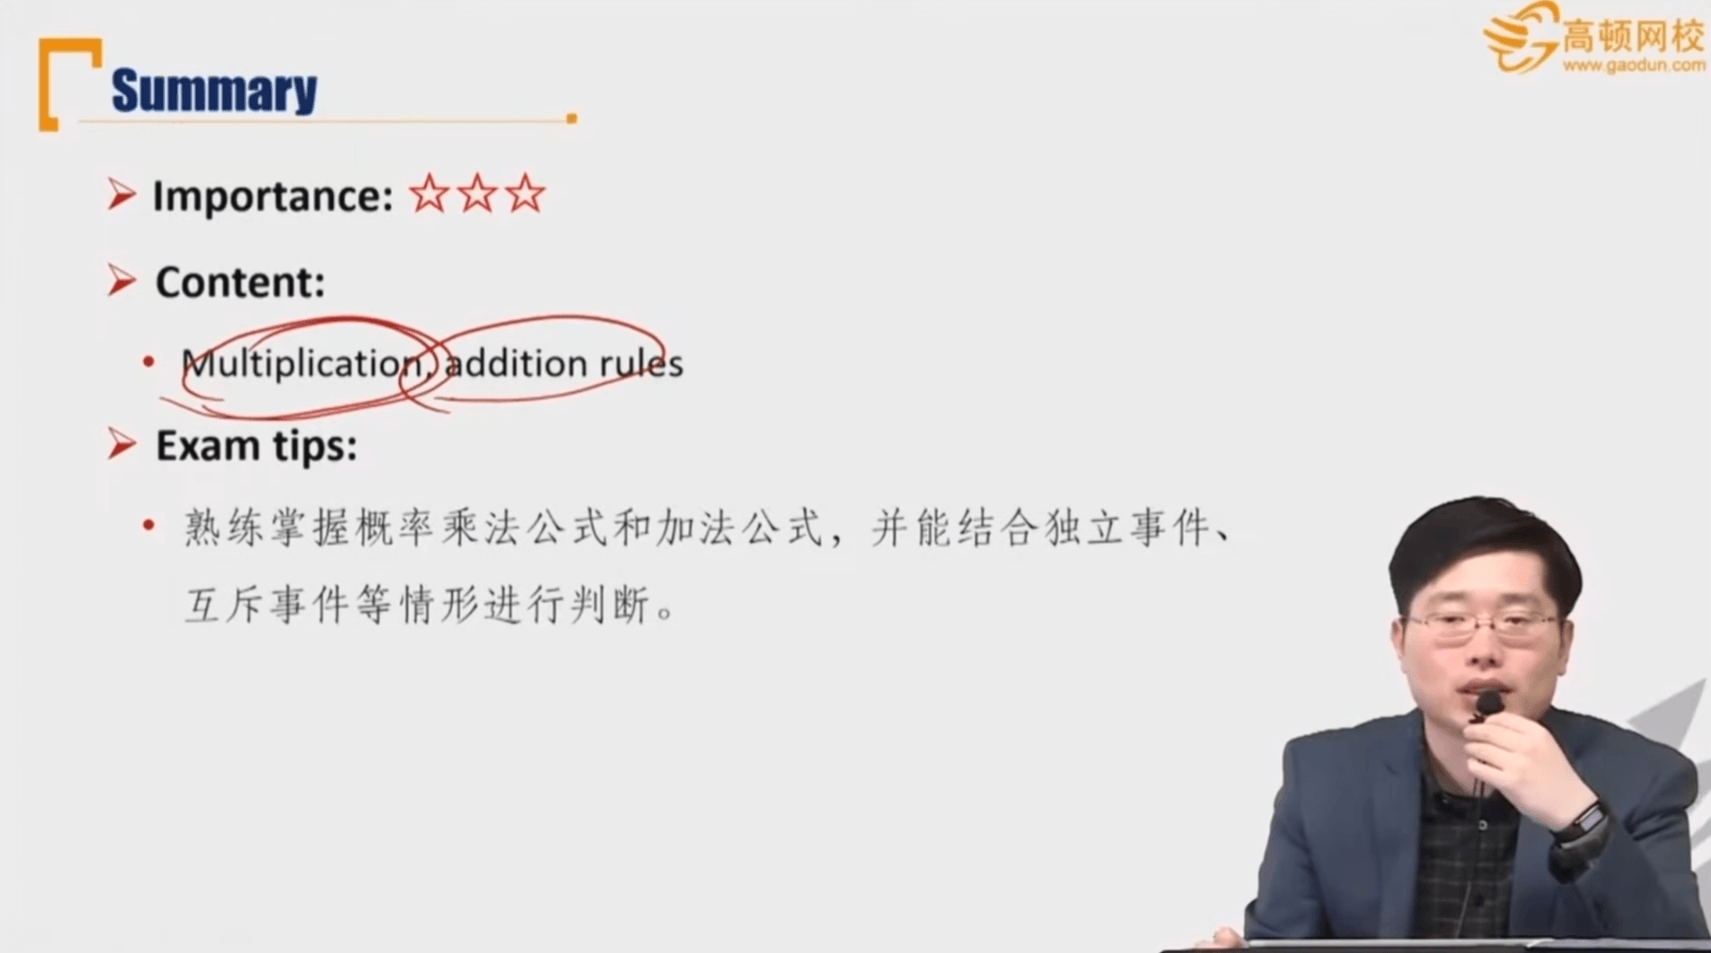 高顿网校
www.gaodun.com
Summary
Importance: ☆☆☆
Content:
Multiplication, addition rules
Exam tips:
熟练掌握概率乘法公式和加法公式，并能结合独立事件、
互斥事件等情形进行判断。